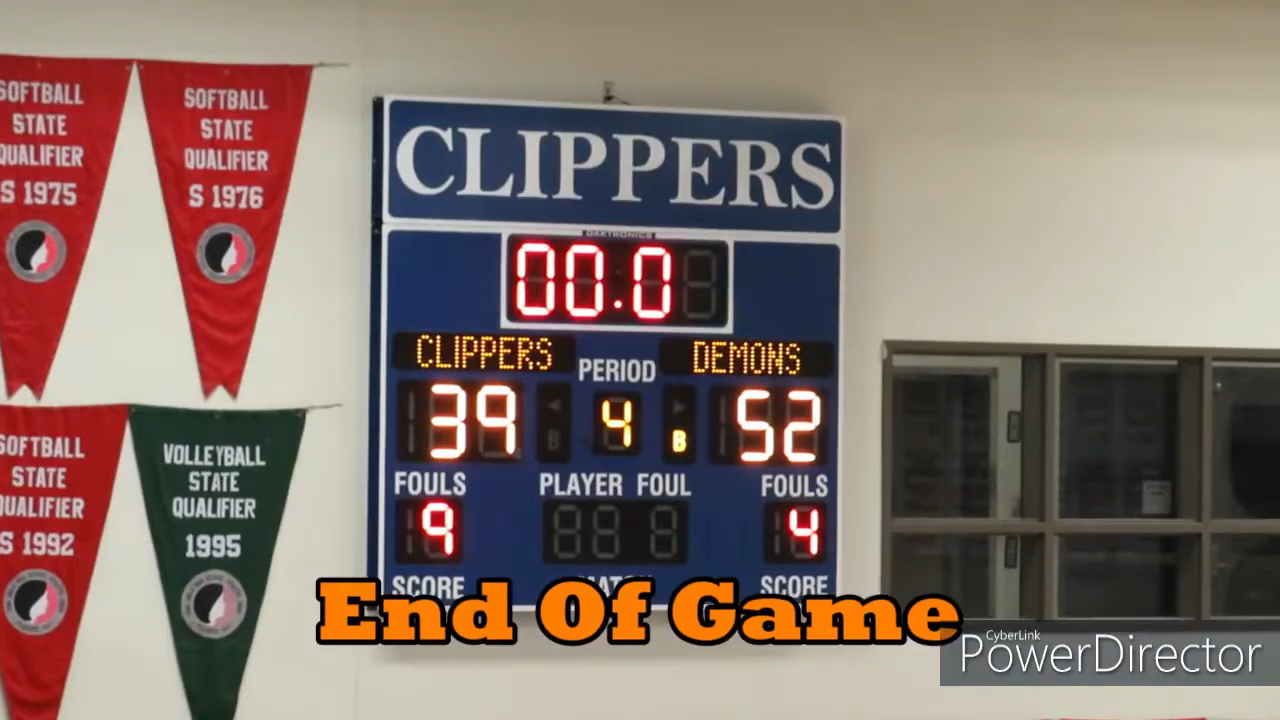 SOFTBALL
STATE
QUALIFIER
S 1975
SOFTBALL
STATE
QUALIFIER
S 1976
SOFTBALL
STATE
QUALIFIER
S 1992
VOLLEYBALL
STATE
QUALIFIER
1995
CLIPPERS
DAKTRONICS
00.0
CLIPPERS
PERIOD
DEMONS
39
4
B
52
FOULS
PLAYER FOUL
FOULS
9
4
SCORE
MATCH
SCORE
End Of Game
CyberLink
PowerDirector